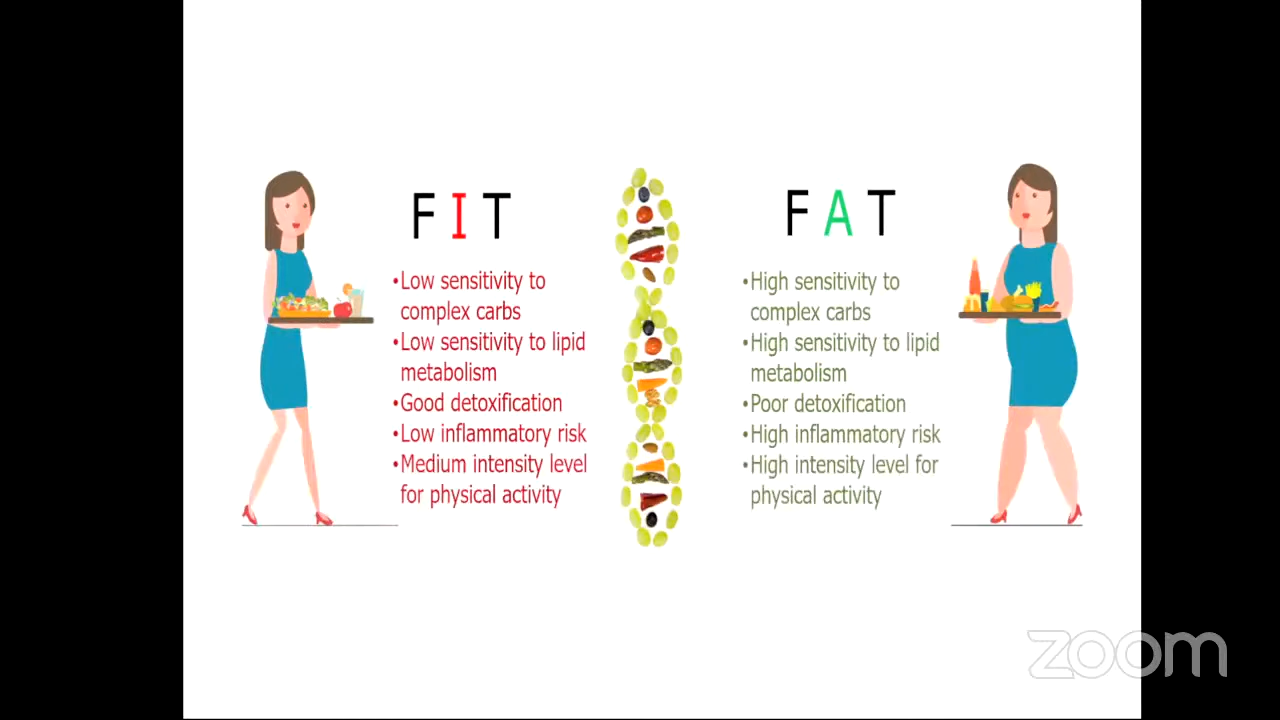 FIT
•Low sensitivity to
complex carbs
•Low sensitivity to lipid
metabolism
•Good detoxification
•Low inflammatory risk
•Medium intensity level
for physical activity
FAT
•High sensitivity to
complex carbs
•High sensitivity to lipid
metabolism
•Poor detoxification
•High inflammatory risk
•High intensity level for
physical activity
zoom